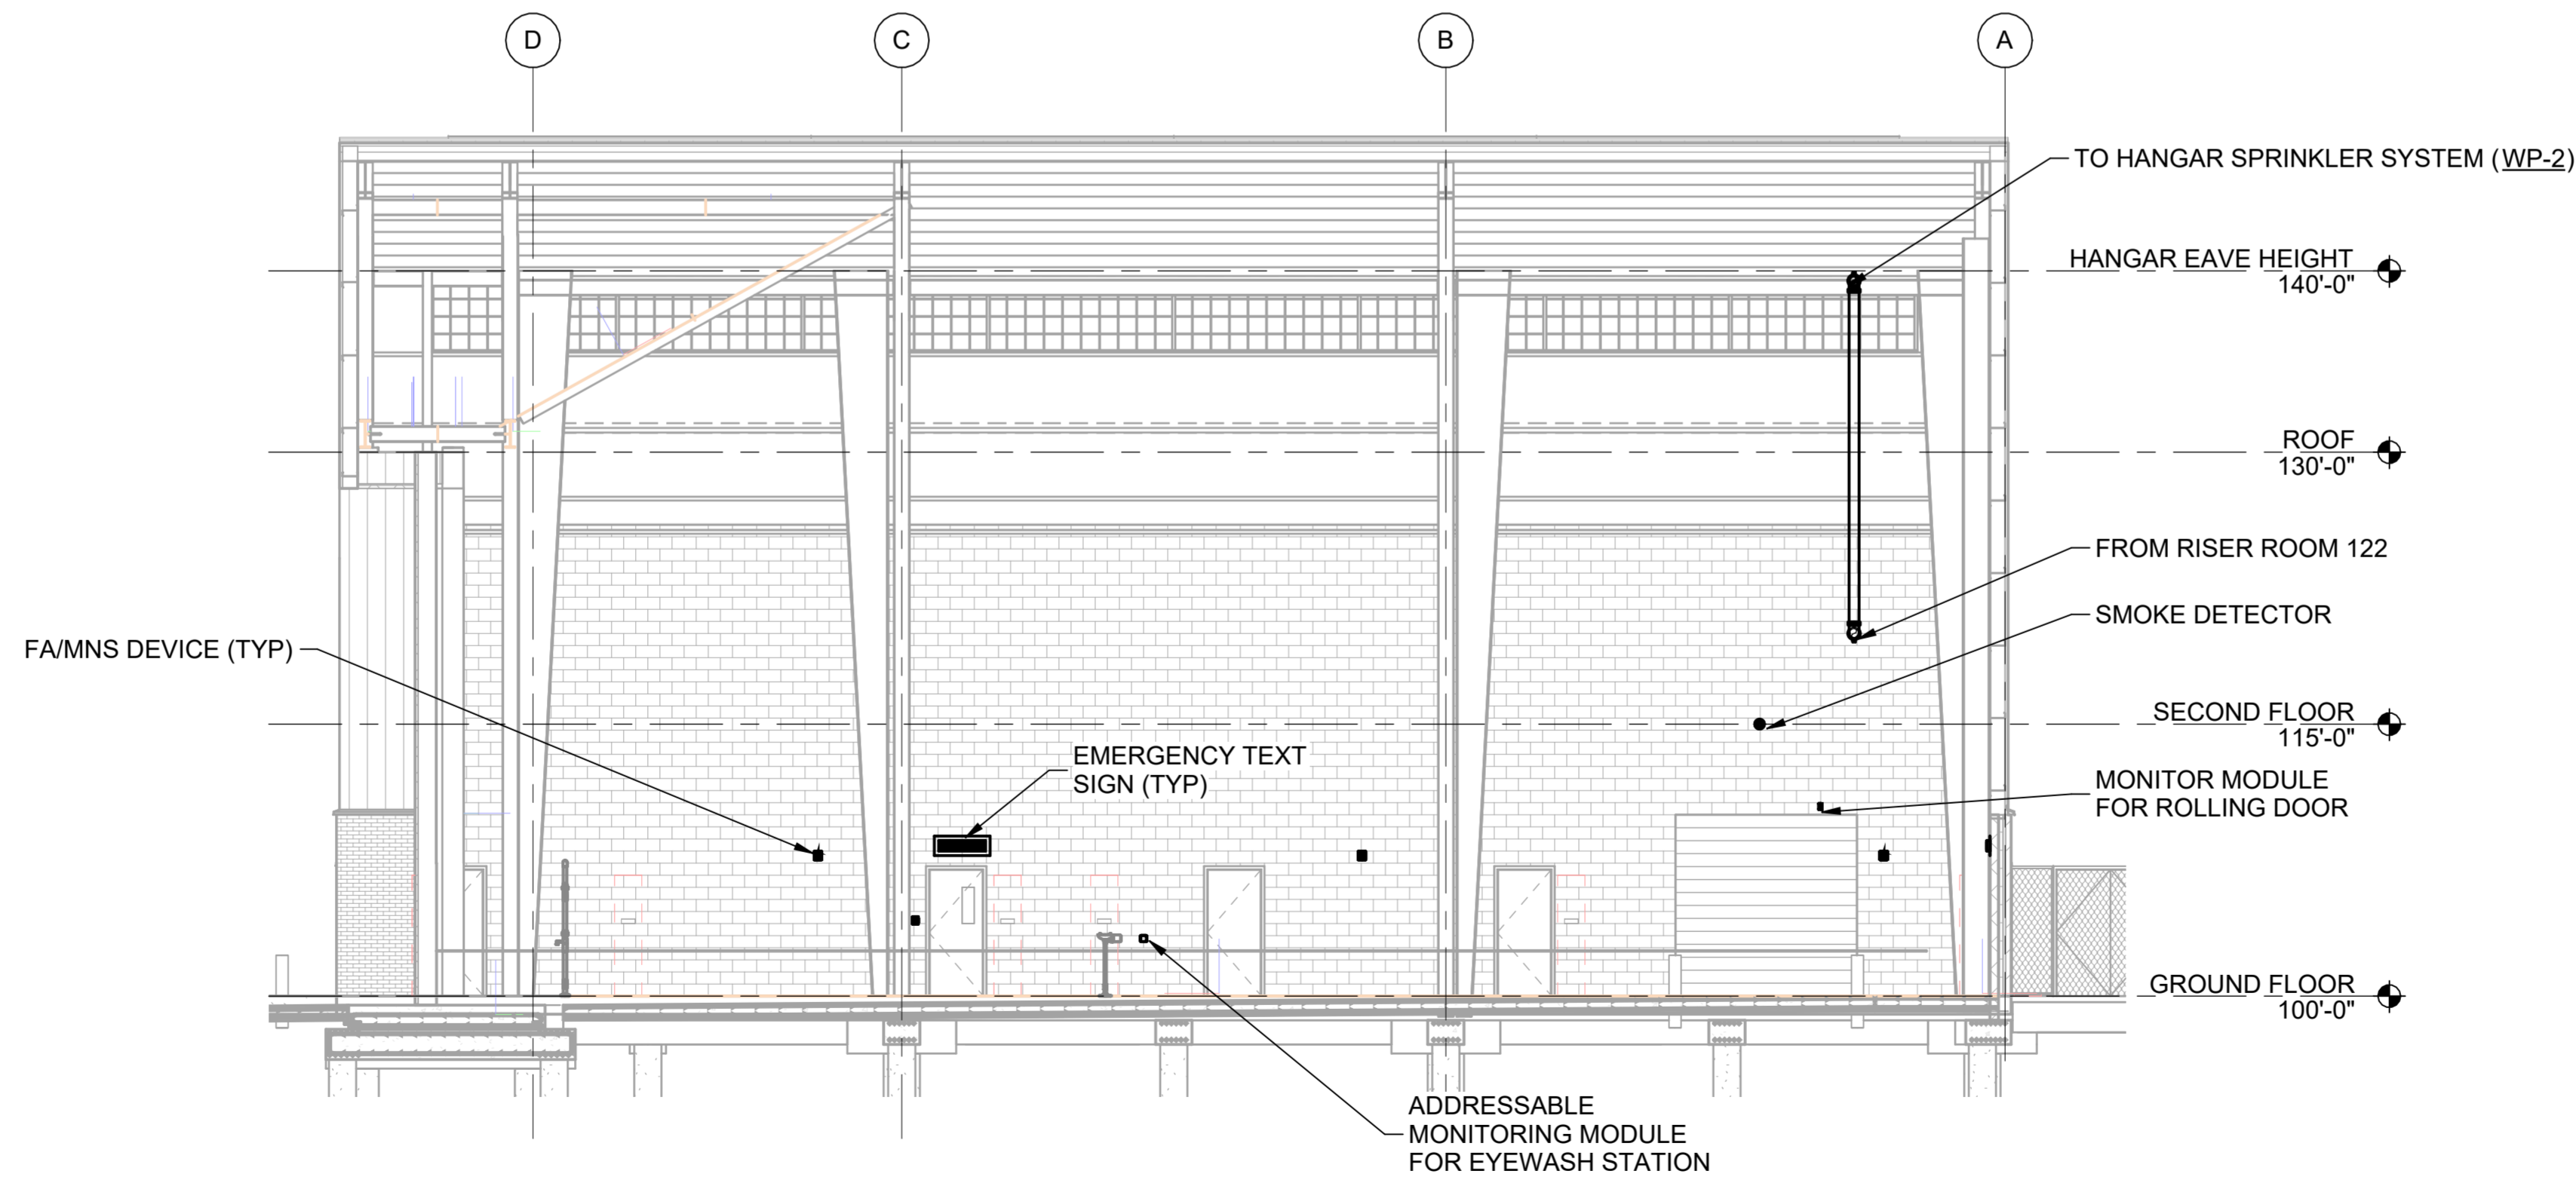 D
C
B
A
TO HANGAR SPRINKLER SYSTEM (WP-2)
HANGAR EAVE HEIGHT
140'-0"
ROOF
130'-0"
FROM RISER ROOM 122
SMOKE DETECTOR
FA/MNS DEVICE (TYP)
SECOND FLOOR
115'-0"
EMERGENCY TEXT
SIGN (TYP)
MONITOR MODULE
FOR ROLLING DOOR
GROUND FLOOR
100'-0"
ADDRESSABLE
MONITORING MODULE
FOR EYEWASH STATION